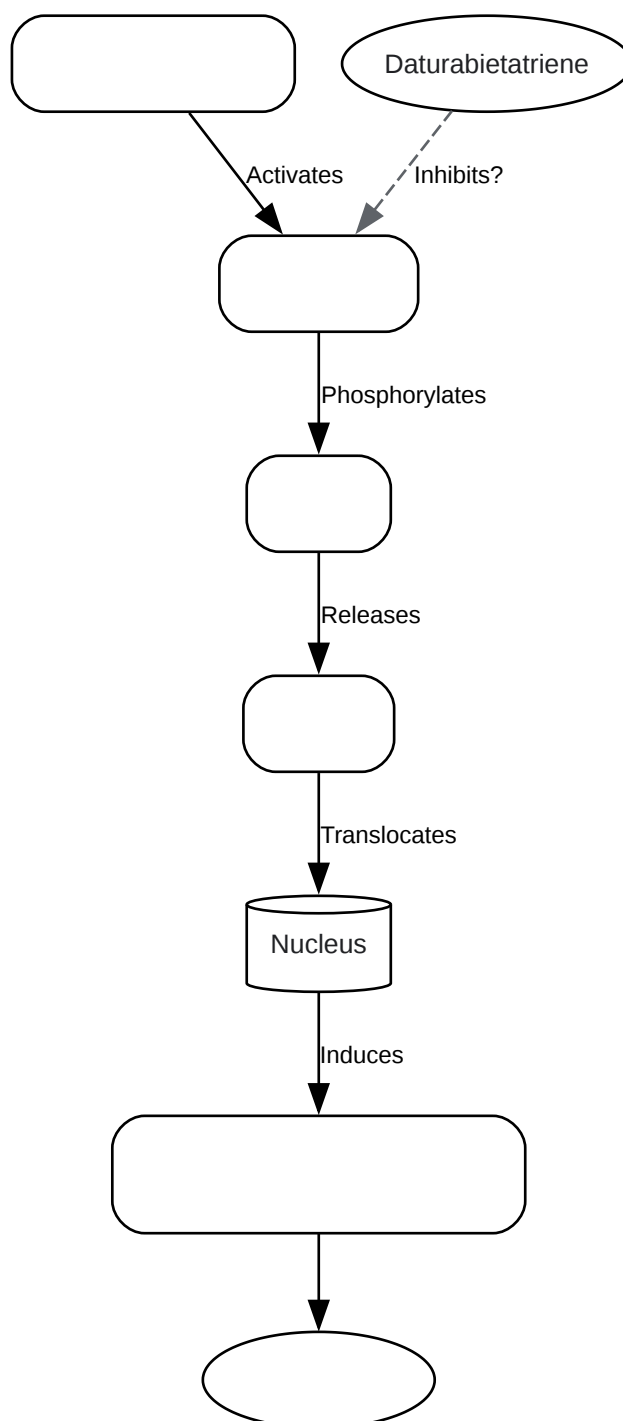 Daturabietatriene
Activates
Inhibits?
Phosphorylates
Releases
Translocates
Nucleus
Induces